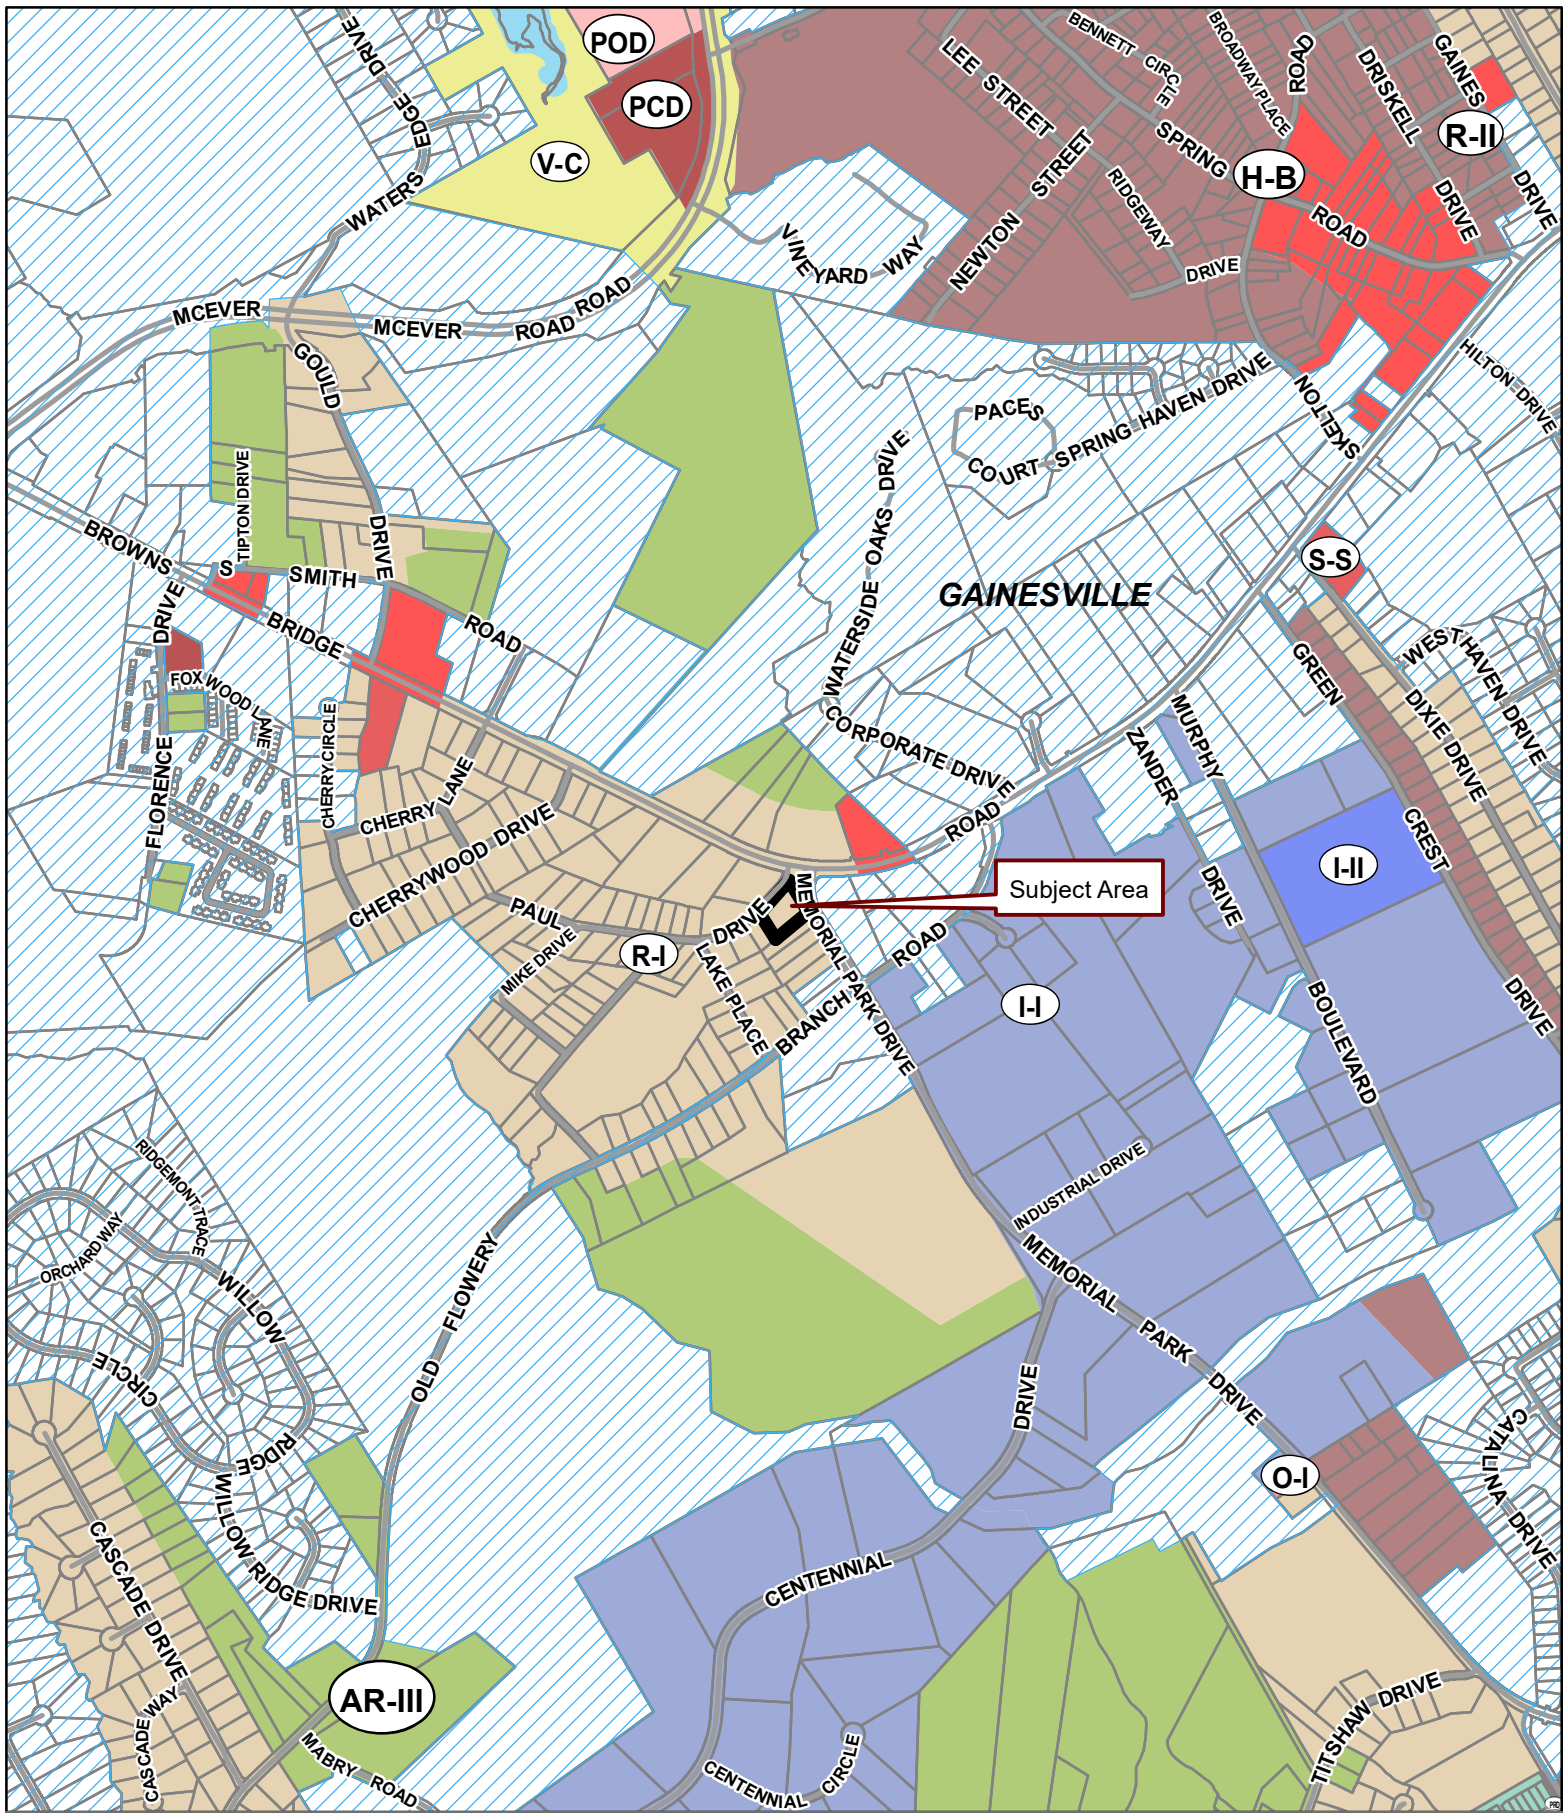 POD
PCD
V-C
EDGE DRIVE
WATERS
BENNETT CIRCLE
BROADWAY PLACE
ROAD
DRISKELL
DRIVE
GAINES
DRIVE
R-II
LEE STREET
SPRING
ROAD
H-B
NEWTON STREET
RIDGEWAY
DRIVE
VINEYARD WAY
MCEVER
MCEVER
ROAD
ROAD
GOULD
DRIVE
HILTON DRIVE
SKELTON
PACES
COURT
SPRING HAVEN DRIVE
WATERSIDE OAKS DRIVE
TIPTON DRIVE
BROWNS
BRIDGE
S
SMITH
ROAD
GAINESVILLE
S-S
FLORENCE
DRIVE
FOX WOOD LANE
CHERRY CIRCLE
CHERRY LANE
CHERRYWOOD DRIVE
CORPORATE DRIVE
ROAD
MURPHY
BOULEVARD
ZANDER
DRIVE
GREEN
CREST
DRIVE
DIXIE DRIVE
WESTHAVEN DRIVE
I-II
Subject Area
PAUL
DRIVE
MIKE DRIVE
R-I
LAKE PLACE
MEMORIAL PARK DRIVE
BRANCH
ROAD
I-I
INDUSTRIAL DRIVE
MEMORIAL
PARK
DRIVE
OLD
FLOWERY
RIDGEMONT TRACE
ORCHARD WAY
WILLOW
RIDGE
CIRCLE
WILLOW RIDGE DRIVE
CASCADE DRIVE
CASCADE WAY
AR-III
MABRY ROAD
CENTENNIAL
DRIVE
CENTENNIAL
CIRCLE
O-I
CATALINA DRIVE
TITSHAW DRIVE